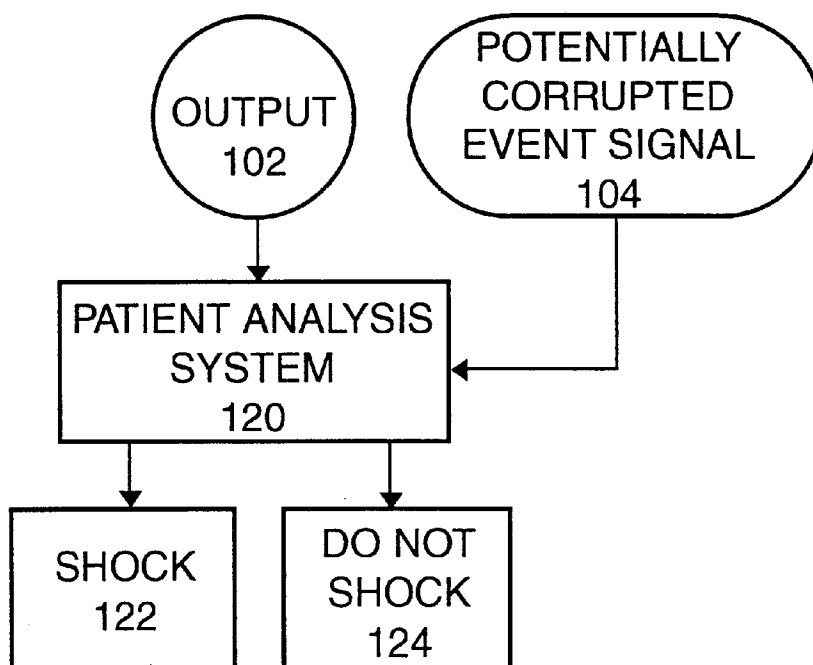 OUTPUT
102
POTENTIALLY
CORRUPTED
EVENT SIGNAL
104
PATIENT ANALYSIS
SYSTEM
120
SHOCK
122
DO NOT
SHOCK
124